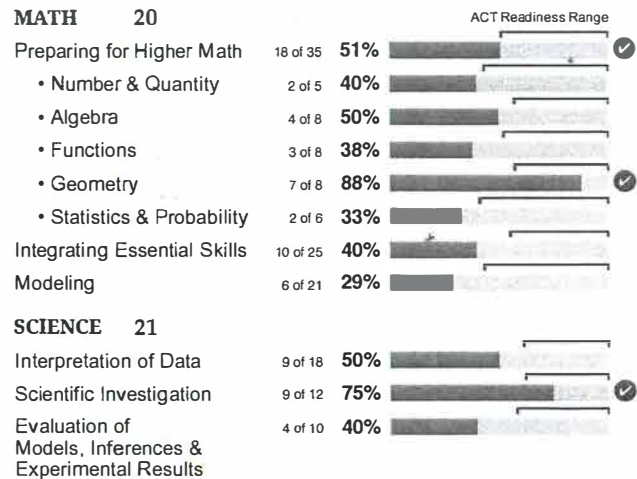 MATH 20
ACT Readiness Range
Preparing for Higher Math 18 of 35 51%
• Number & Quantity 2 of 5 40%
• Algebra 4 of 8 50%
• Functions 3 of 8 38%
• Geometry 7 of 8 88%
• Statistics & Probability 2 of 6 33%
Integrating Essential Skills 10 of 25 40%
Modeling 6 of 21 29%
SCIENCE 21
Interpretation of Data 9 of 18 50%
Scientific Investigation 9 of 12 75%
Evaluation of 4 of 10 40%
Models, Inferences &
Experimental Results